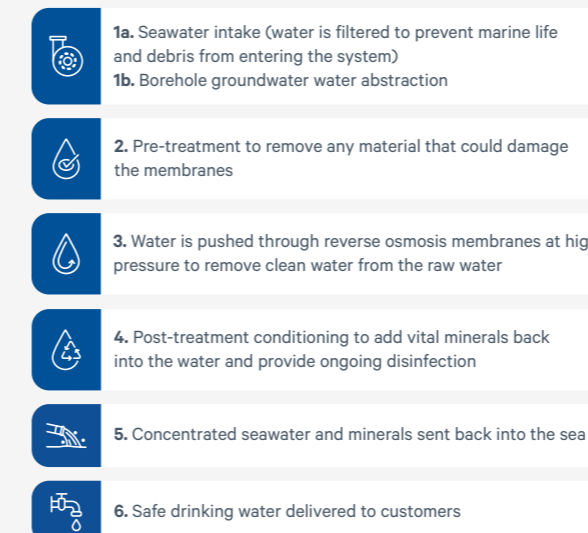 1a. Seawater intake (water is filtered to prevent marine life
and debris from entering the system)
1b. Borehole groundwater water abstraction
2. Pre-treatment to remove any material that could damage
the membranes
3. Water is pushed through reverse osmosis membranes at hig
pressure to remove clean water from the raw water
4. Post-treatment conditioning to add vital minerals back
into the water and provide ongoing disinfection
5. Concentrated seawater and minerals sent back into the sea
6. Safe drinking water delivered to customers